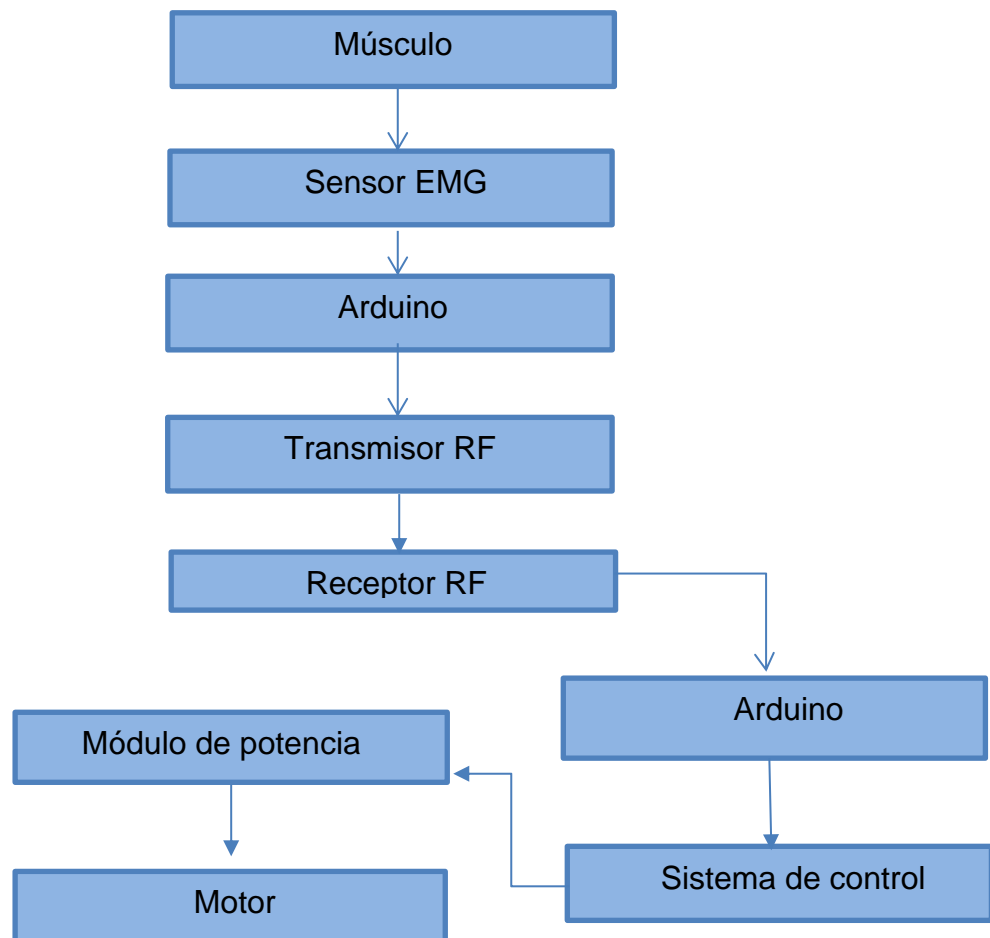 Músculo
Sensor EMG
Arduino
Transmisor RF
Receptor RF
Arduino
Módulo de potencia
Sistema de control
Motor